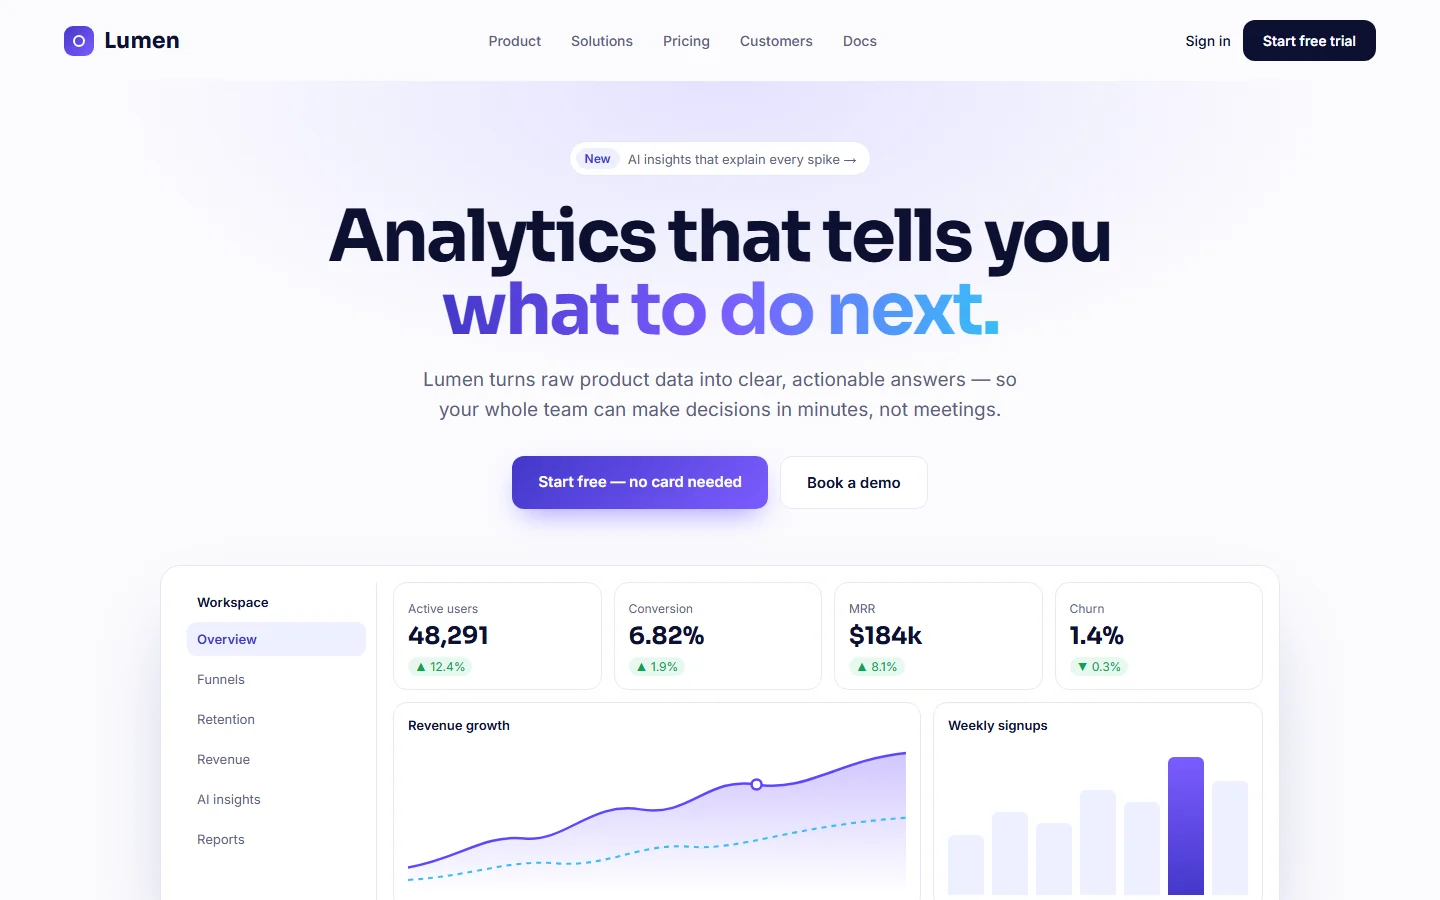 Lumen
Product
Solutions
Pricing
Customers
Docs
Sign in
Start free trial
New AI insights that explain every spike →
Analytics that tells you
what to do next.
Lumen turns raw product data into clear, actionable answers — so
your whole team can make decisions in minutes, not meetings.
Start free — no card needed
Book a demo
Workspace
Overview
Funnels
Retention
Revenue
AI insights
Reports
Active users
48,291
▲ 12.4%
Conversion
6.82%
▲ 1.9%
MRR
$184k
▲ 8.1%
Churn
1.4%
▼ 0.3%
Revenue growth
Weekly signups